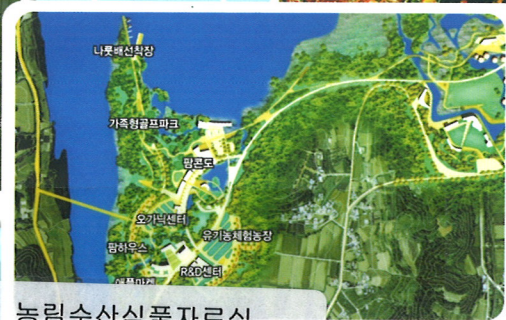 나룻배선착장
가족형골프파크
팜콘도
오가닉센터
유기농체험농장
팜하우스
R&D센터
농림수산식품자료실